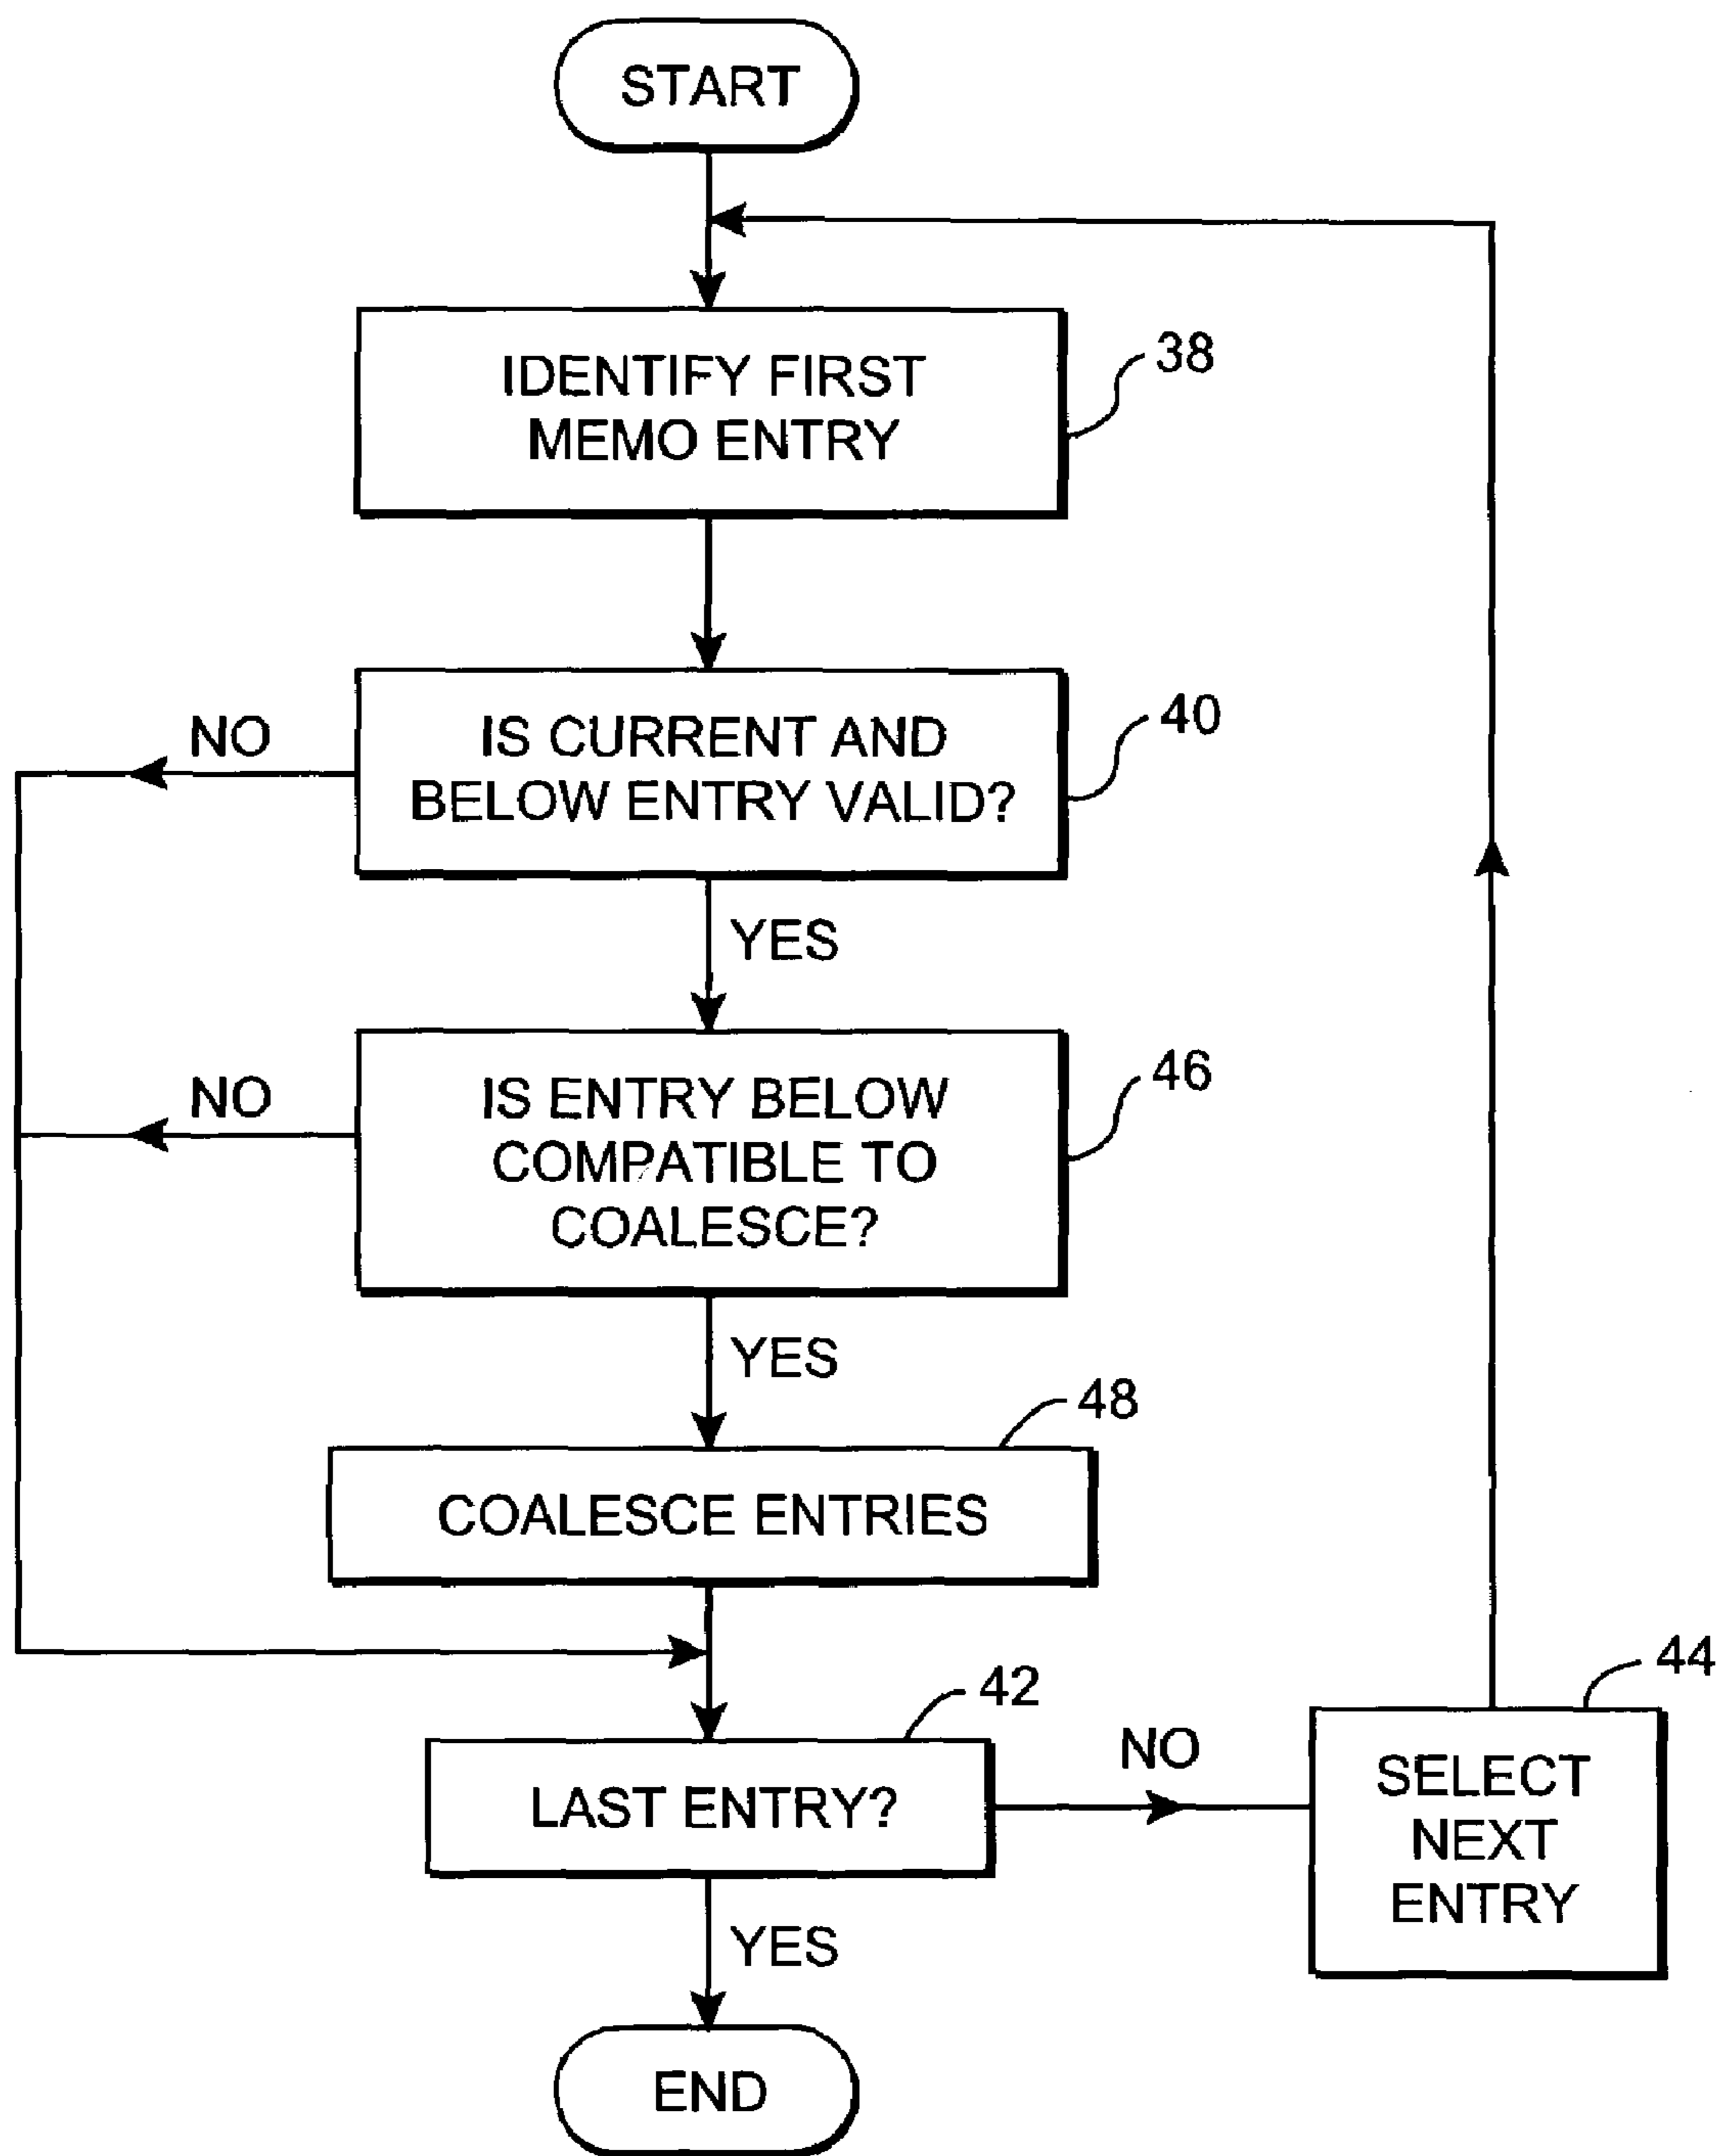 START
IDENTIFY FIRST
MEMO ENTRY
38
IS CURRENT AND
BELOW ENTRY VALID?
40
NO
YES
IS ENTRY BELOW
COMPATIBLE TO
COALESCE?
46
NO
YES
48
COALESCE ENTRIES
42
LAST ENTRY?
NO
44
SELECT
NEXT
ENTRY
YES
END